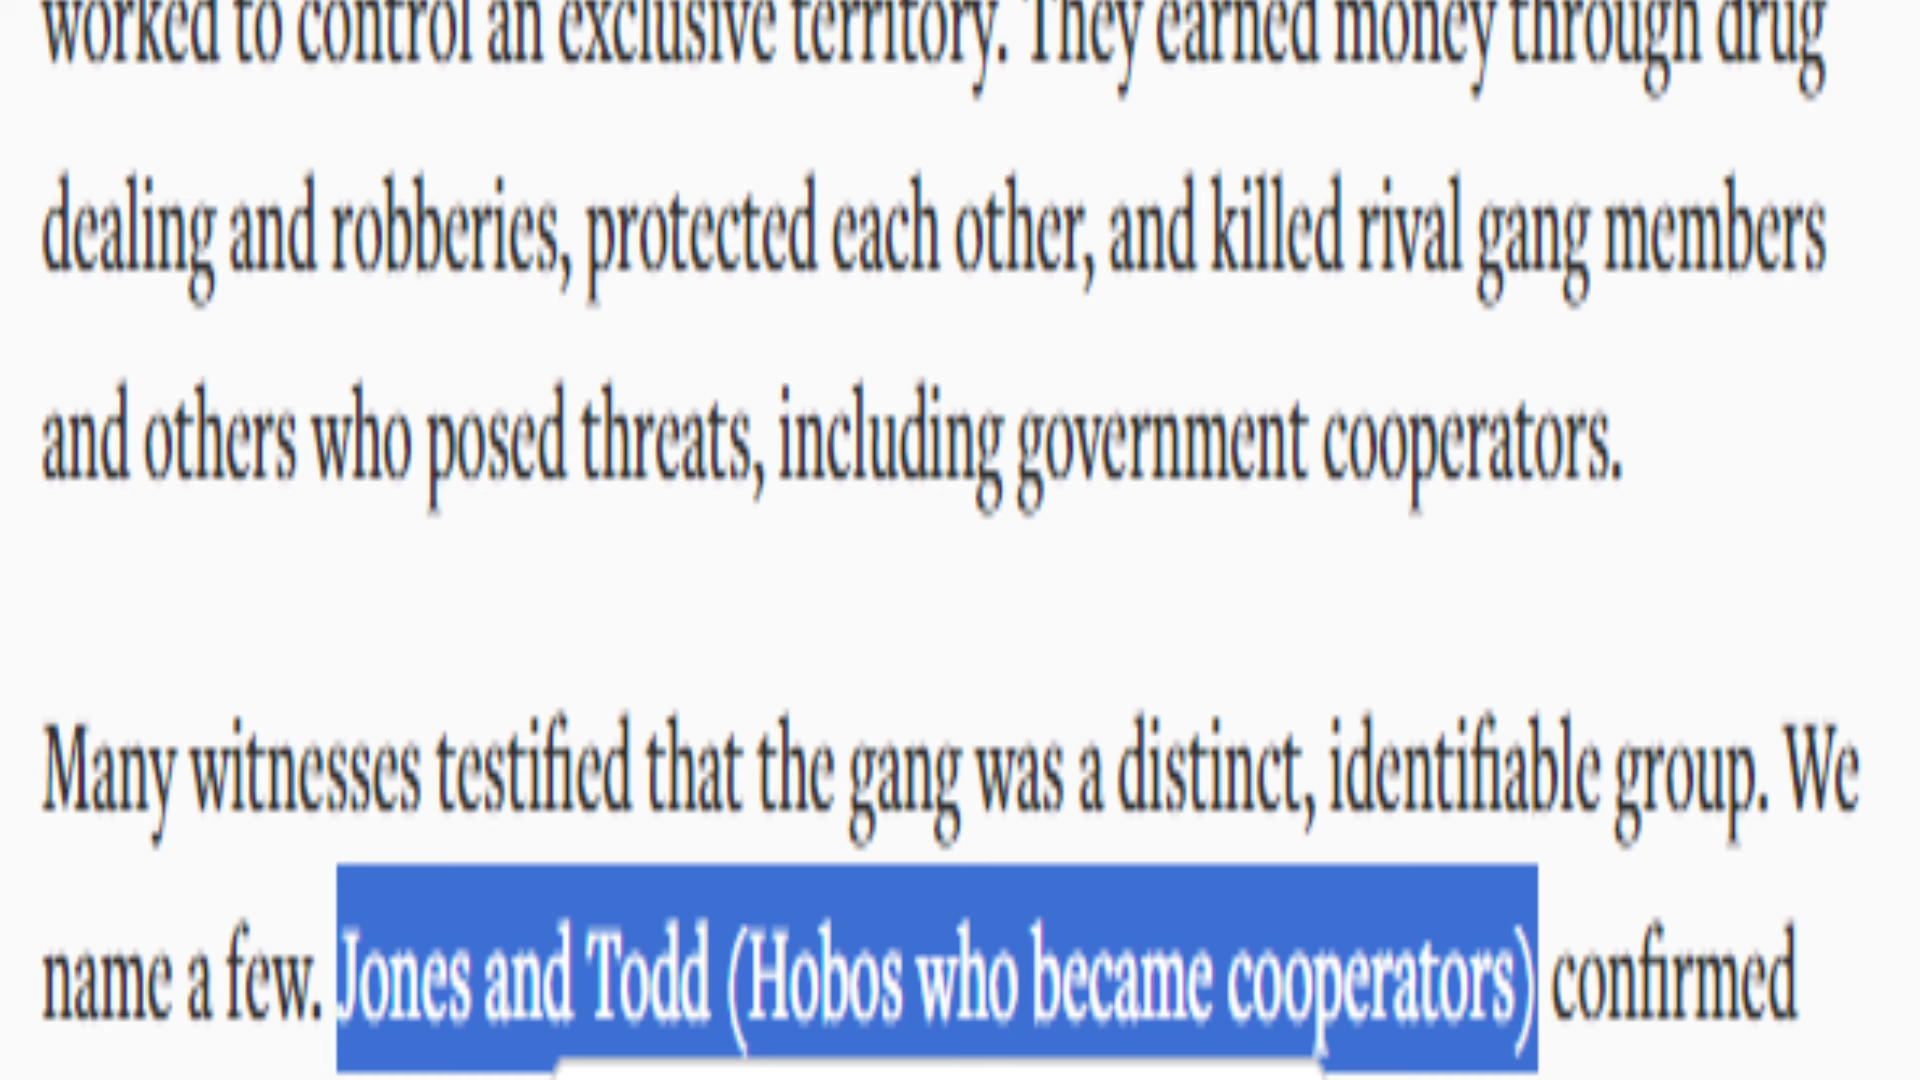 worked to control an exclusive territory. They earned money through drug
dealing and robberies, protected each other, and killed rival gang members
and others who posed threats, including government cooperators.
Many witnesses testified that the gang was a distinct, identifiable group. We
name a few. Jones and Todd (Hobos who became cooperators) confirmed